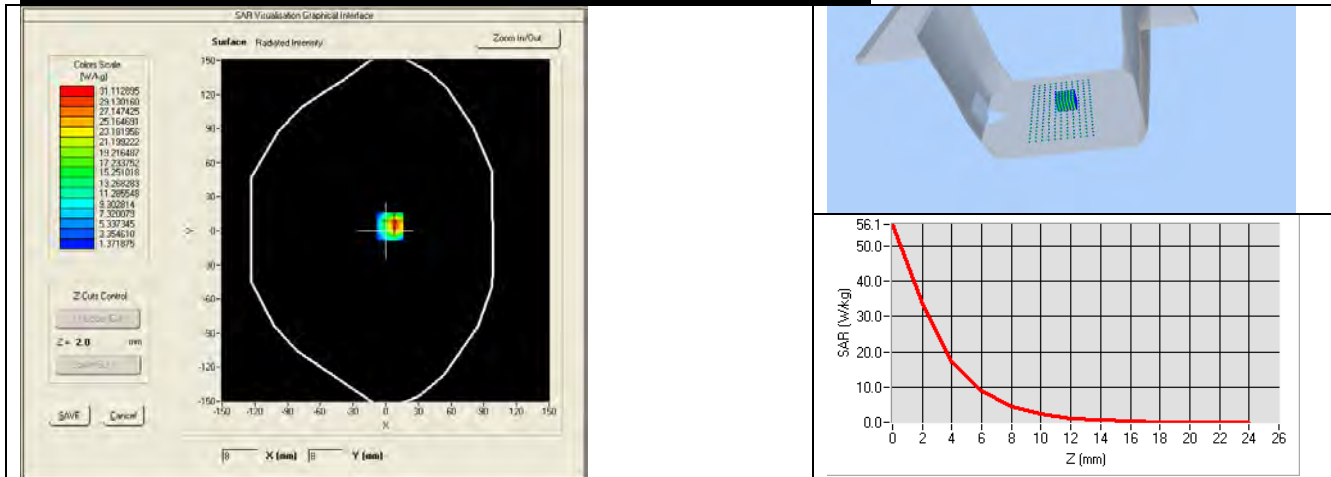 SAR Visualisation Graphical Interface
Surface Radiated Intensity
Zoom In/Out
Colors Scale
[W/kg]
31.112895
29.130160
27.147425
25.164691
23.181956
21.199222
19.216487
17.233752
15.251018
13.268283
11.285548
9.302814
7.320079
5.337345
3.354610
1.371875
Z Cuts Control
Z = 2.0 mm
SAVE Cancel
150-
120-
90-
60-
30-
Y 0-
-30-
-60-
-90-
-120-
-150-
-150 -120 -90 -60 -30 0 30 60 90 120 150
X
8 X (mm) 8 Y (mm)
56.1-
50.0-
40.0-
30.0-
20.0-
10.0-
0.0-
SAR (W/kg)
0 2 4 6 8 10 12 14 16 18 20 22 24 26
Z (mm)